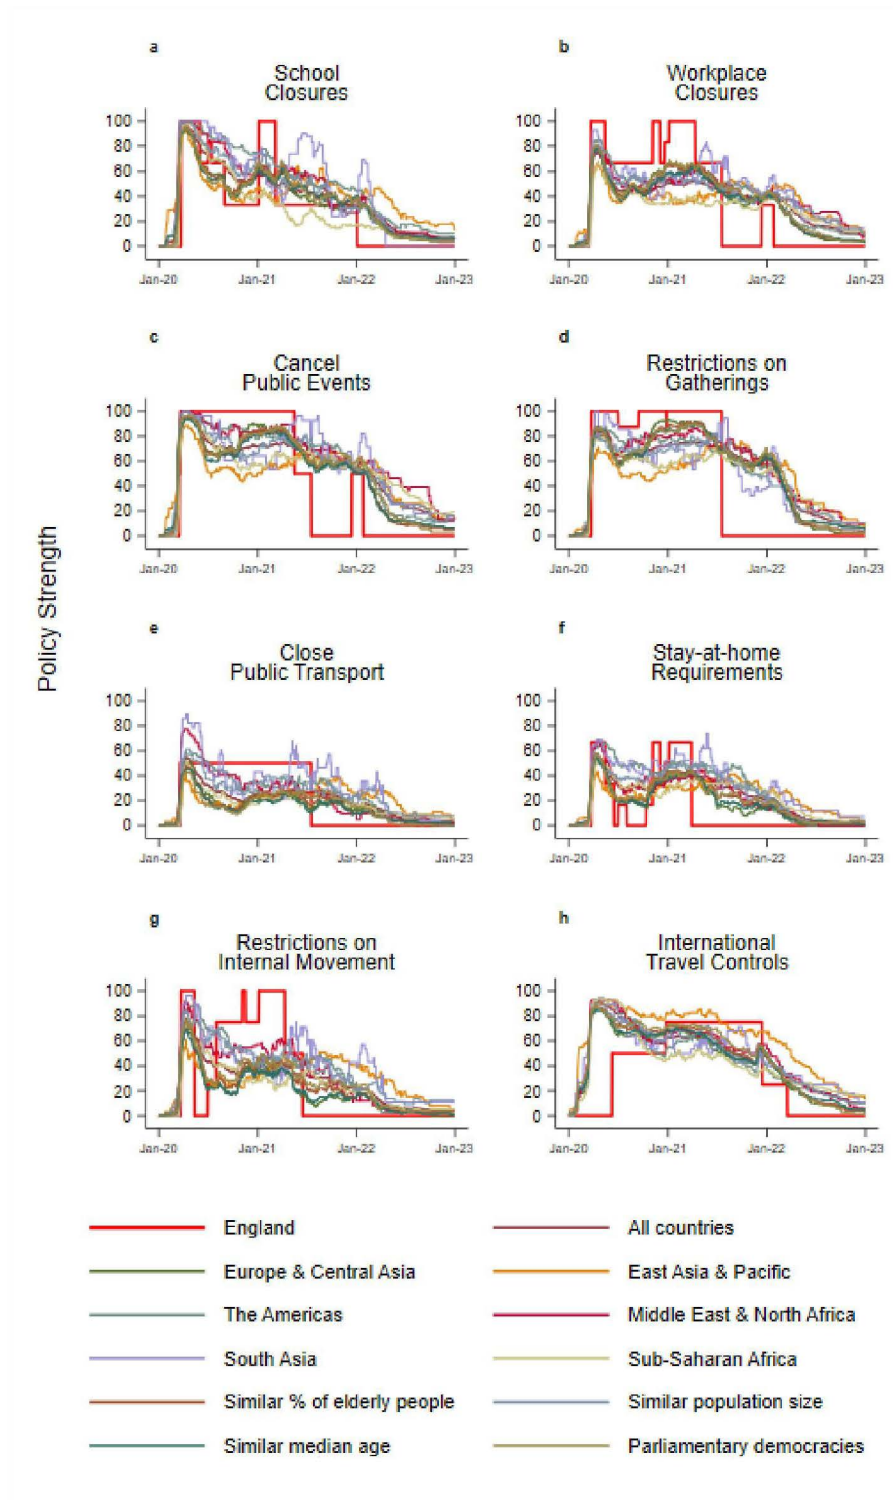 a
School
Closures
100
80
60
40
20
0
Jan-20 Jan-21 Jan-22 Jan-23
b
Workplace
Closures
100
80
60
40
20
0
Jan-20 Jan-21 Jan-22 Jan-23
c
Cancel
Public Events
100
80
60
40
20
0
Jan-20 Jan-21 Jan-22 Jan-23
d
Restrictions on
Gatherings
100
80
60
40
20
0
Jan-20 Jan-21 Jan-22 Jan-23
Policy Strength
e
Close
Public Transport
100
80
60
40
20
0
Jan-20 Jan-21 Jan-22 Jan-23
f
Stay-at-home
Requirements
100
80
60
40
20
0
Jan-20 Jan-21 Jan-22 Jan-23
g
Restrictions on
Internal Movement
100
80
60
40
20
0
Jan-20 Jan-21 Jan-22 Jan-23
h
International
Travel Controls
100
80
60
40
20
0
Jan-20 Jan-21 Jan-22 Jan-23
England
All countries
Europe & Central Asia
East Asia & Pacific
The Americas
Middle East & North Africa
South Asia
Sub-Saharan Africa
Similar % of elderly people
Similar population size
Similar median age
Parliamentary democracies